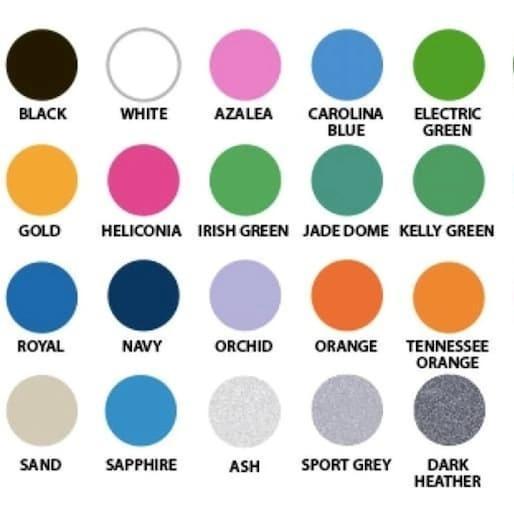 BLACK
WHITE
AZALEA
CAROLINA
BLUE
ELECTRIC
GREEN
GOLD
HELICONIA
IRISH GREEN
JADE DOME
KELLY GREEN
ROYAL
NAVY
ORCHID
ORANGE
TENNESSEE
ORANGE
SAND
SAPPHIRE
ASH
SPORT GREY
DARK
HEATHER